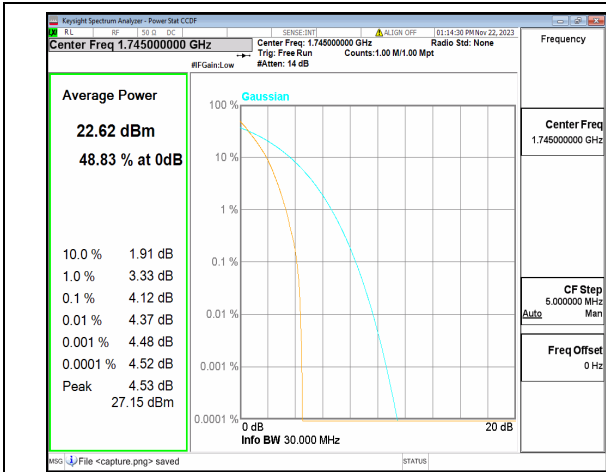 Keysight Spectrum Analyzer - Power Stat CCDF
RL RF 50 Ω DC SENSE:INT ALIGN OFF 01:14:30 PM Nov 22, 2023
Center Freq 1.745000000 GHz
Center Freq: 1.745000000 GHz Radio Std: None
Trig: Free Run Counts:1.00 M/1.00 Mpt
#IFGain:Low #Atten: 14 dB
Frequency
Average Power
22.62 dBm
48.83 % at 0dB
10.0 % 1.91 dB
1.0 % 3.33 dB
0.1 % 4.12 dB
0.01 % 4.37 dB
0.001 % 4.48 dB
0.0001 % 4.52 dB
Peak 4.53 dB
27.15 dBm
Gaussian
100 %
10 %
1 %
0.1 %
0.01 %
0.001 %
0.0001 %
0 dB 20 dB
Info BW 30.000 MHz
Center Freq
1.745000000 GHz
CF Step
5.000000 MHz
Auto Man
Freq Offset
0 Hz
MSG File <capture.png> saved STATUS